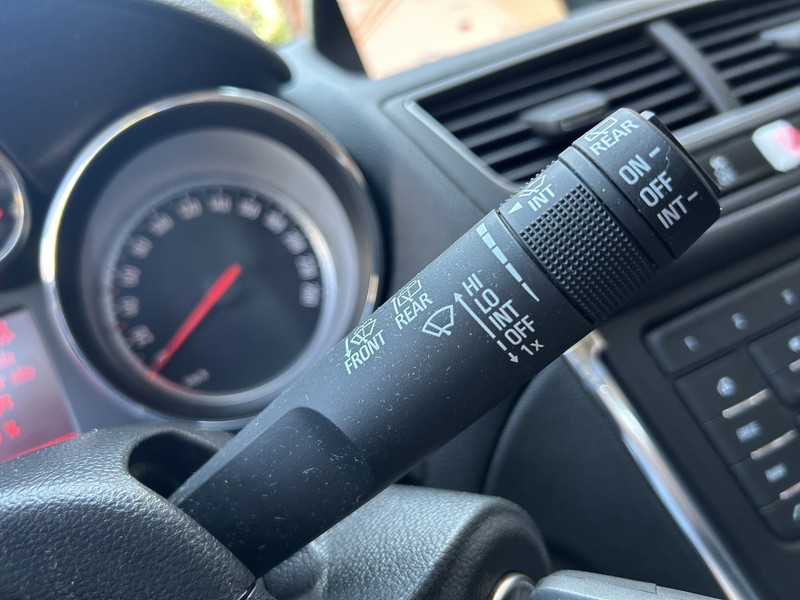 REAR
ON
OFF
INT
INT
HI
LO
INT
OFF
1x
REAR
FRONT